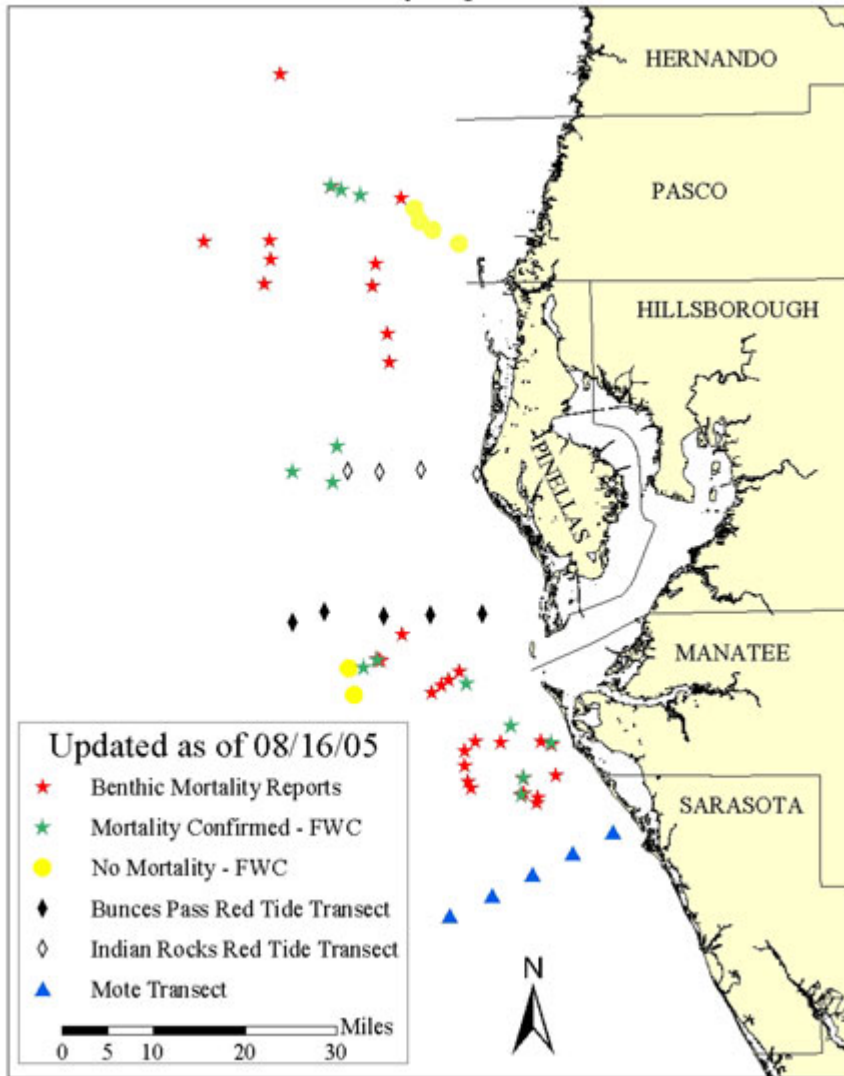 HERNANDO
PASCO
HILLSBOROUGH
PINELLAS
MANATEE
SARASOTA
Updated as of 08/16/05
Benthic Mortality Reports
Mortality Confirmed - FWC
No Mortality - FWC
Bunces Pass Red Tide Transect
Indian Rocks Red Tide Transect
Mote Transect
N
Miles
0 5 10 20 30